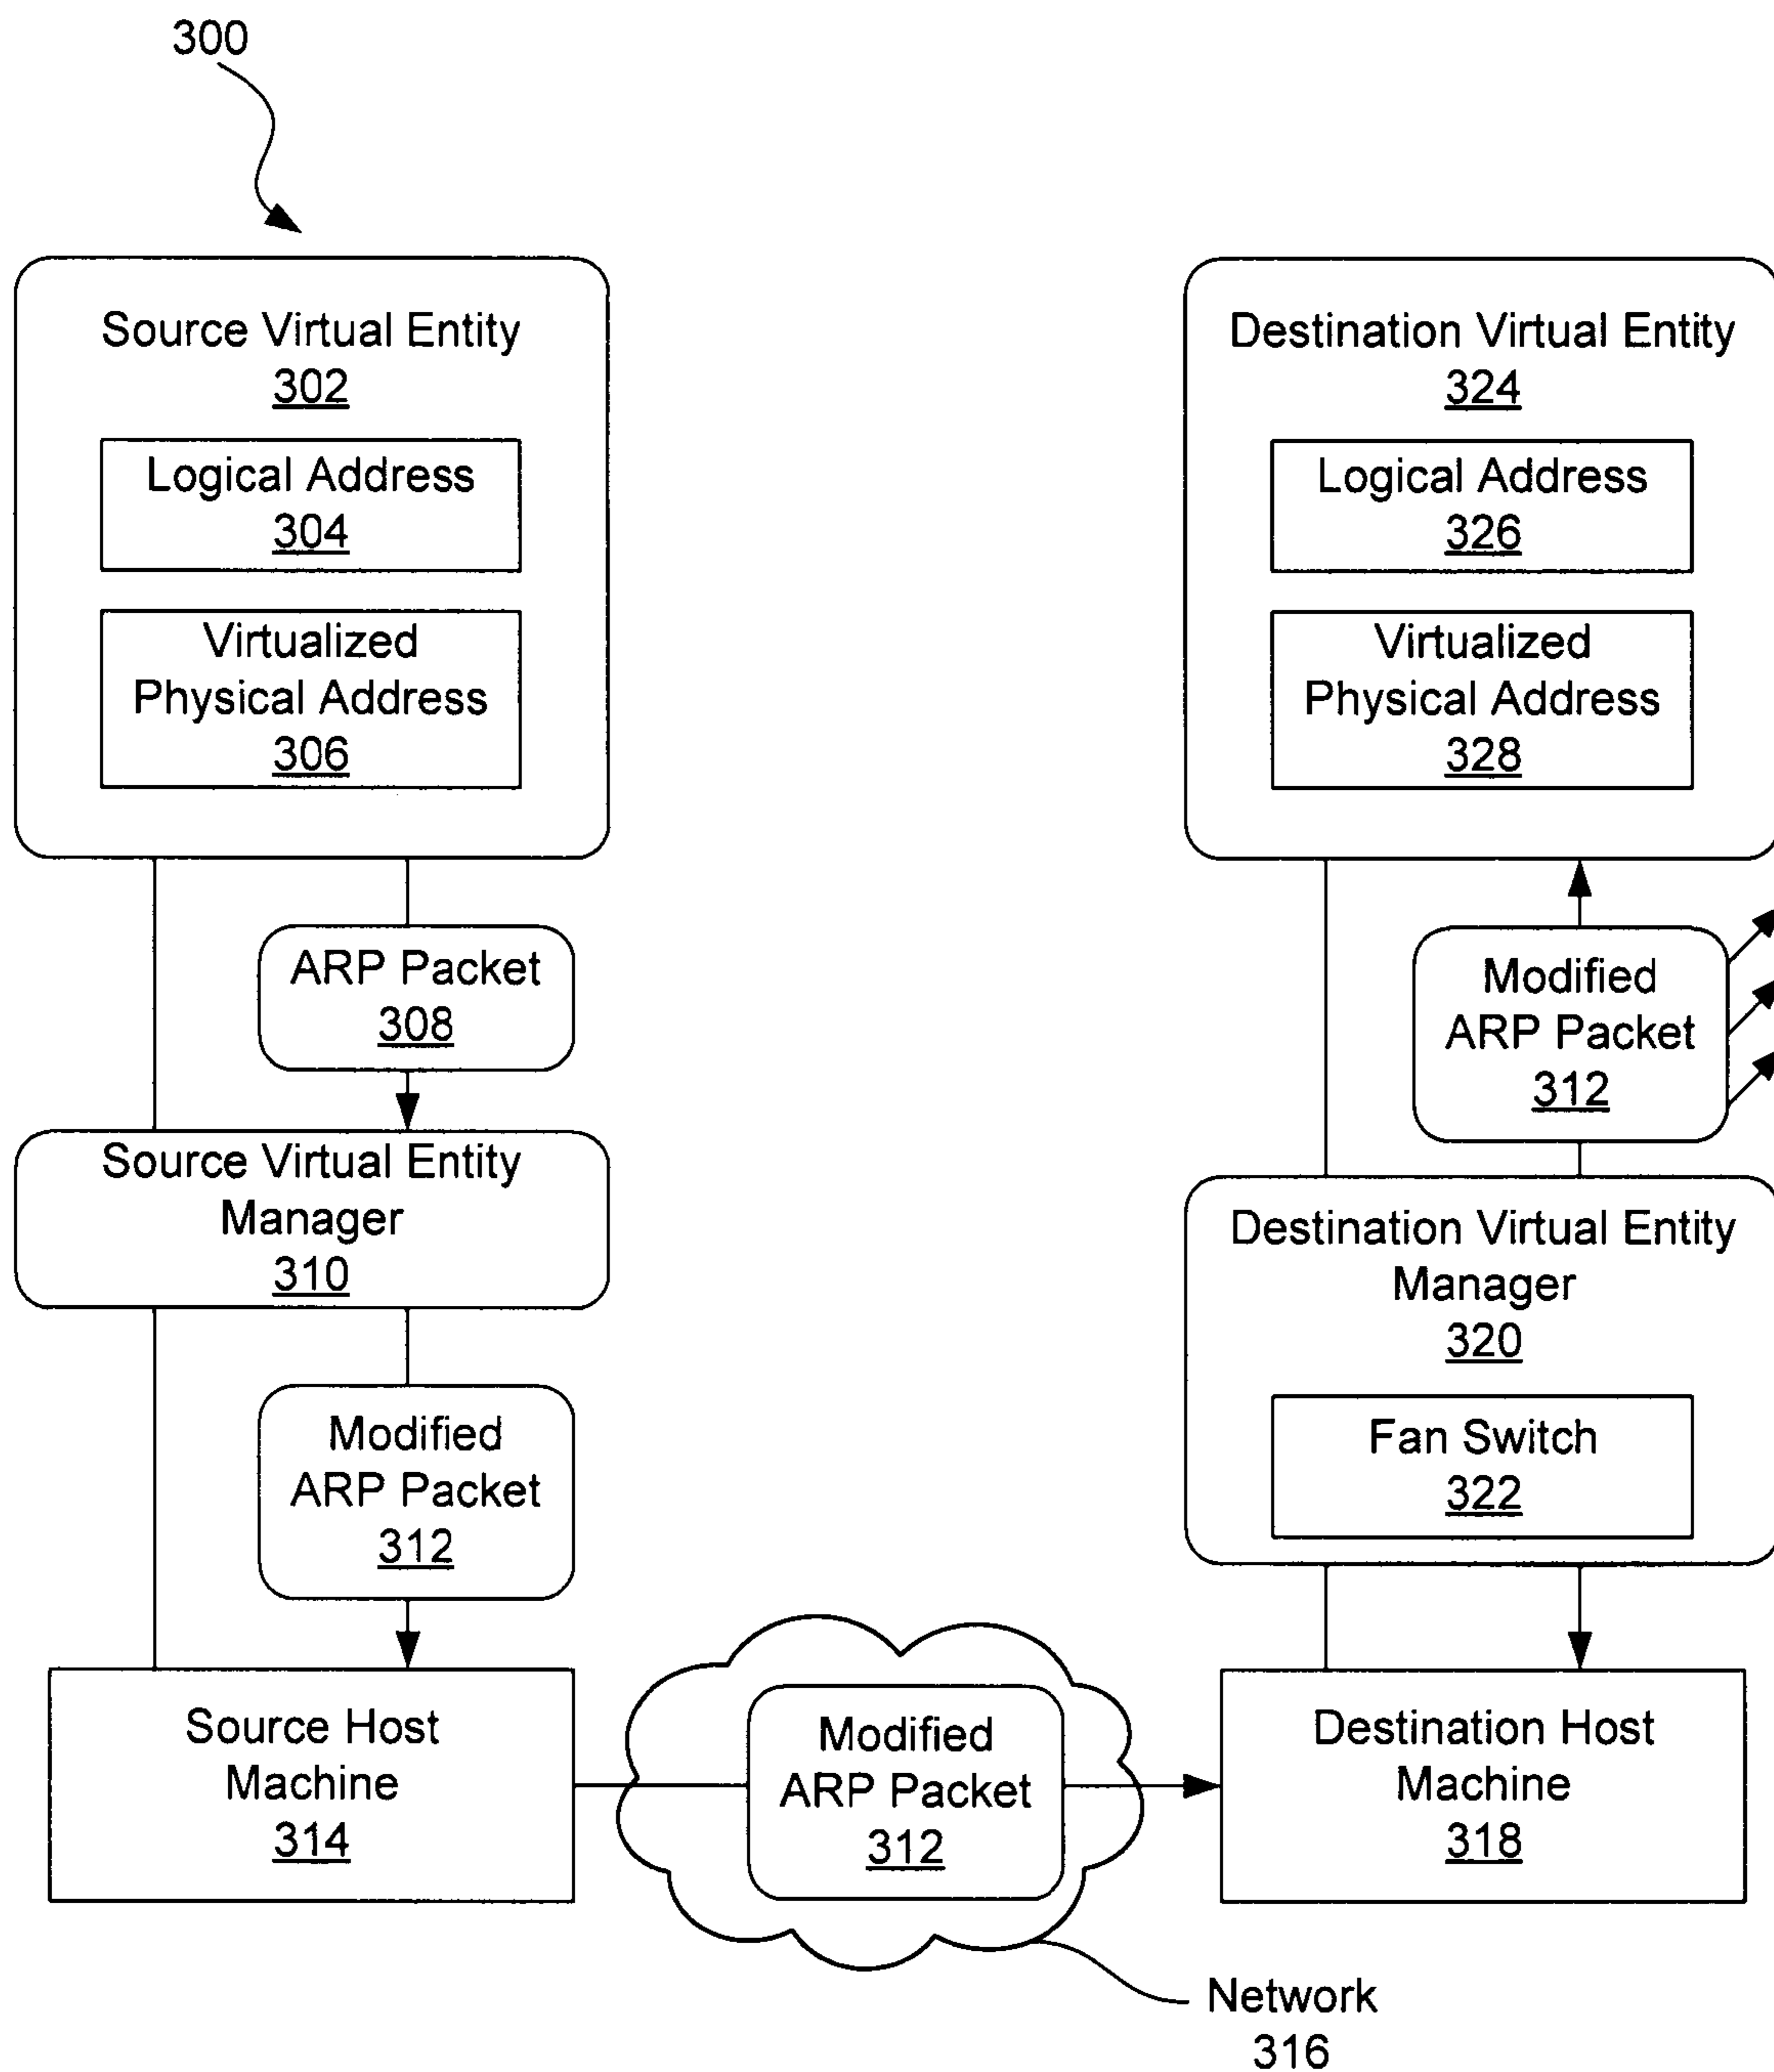 300
Source Virtual Entity
302
Logical Address
304
Virtualized
Physical Address
306
ARP Packet
308
Source Virtual Entity
Manager
310
Modified
ARP Packet
312
Source Host
Machine
314
Modified
ARP Packet
312
Network
316
Destination Virtual Entity
324
Logical Address
326
Virtualized
Physical Address
328
Modified
ARP Packet
312
Destination Virtual Entity
Manager
320
Fan Switch
322
Destination Host
Machine
318